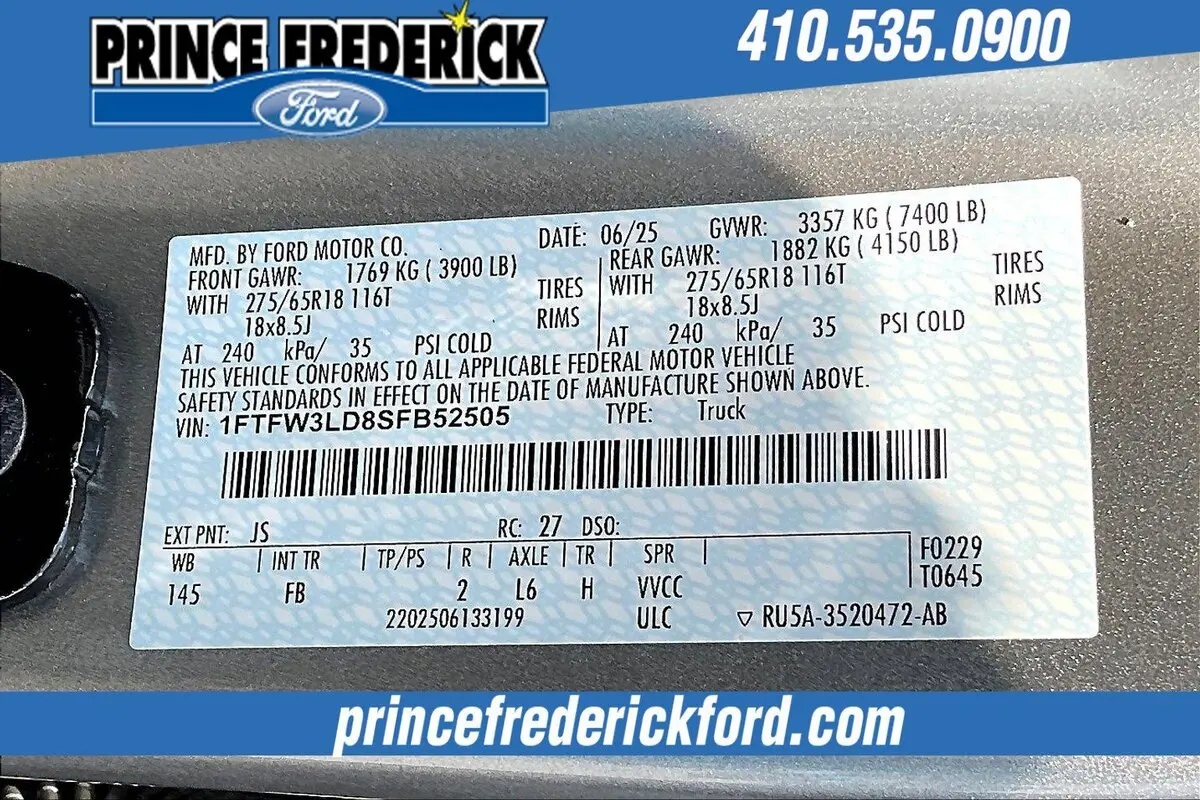 PRINCE FREDERICK
Ford
410.535.0900
MFD. BY FORD MOTOR CO. DATE: 06/25 GVWR: 3357 KG ( 7400 LB)
FRONT GAWR: 1769 KG ( 3900 LB) REAR GAWR: 1882 KG ( 4150 LB)
WITH 275/65R18 116T TIRES WITH 275/65R18 116T TIRES
18x8.5J RIMS 18x8.5J RIMS
AT 240 kPa/ 35 PSI COLD AT 240 kPa/ 35 PSI COLD
THIS VEHICLE CONFORMS TO ALL APPLICABLE FEDERAL MOTOR VEHICLE
SAFETY STANDARDS IN EFFECT ON THE DATE OF MANUFACTURE SHOWN ABOVE.
VIN: 1FTFW3LD8SFB52505 TYPE: Truck
EXT PNT: JS RC: 27 DSO:
WB INT TR TP/PS R AXLE TR SPR F0229
145 FB 2 L6 H VVCC T0645
2202506133199 ULC ▽ RU5A-3520472-AB
princefrederickford.com